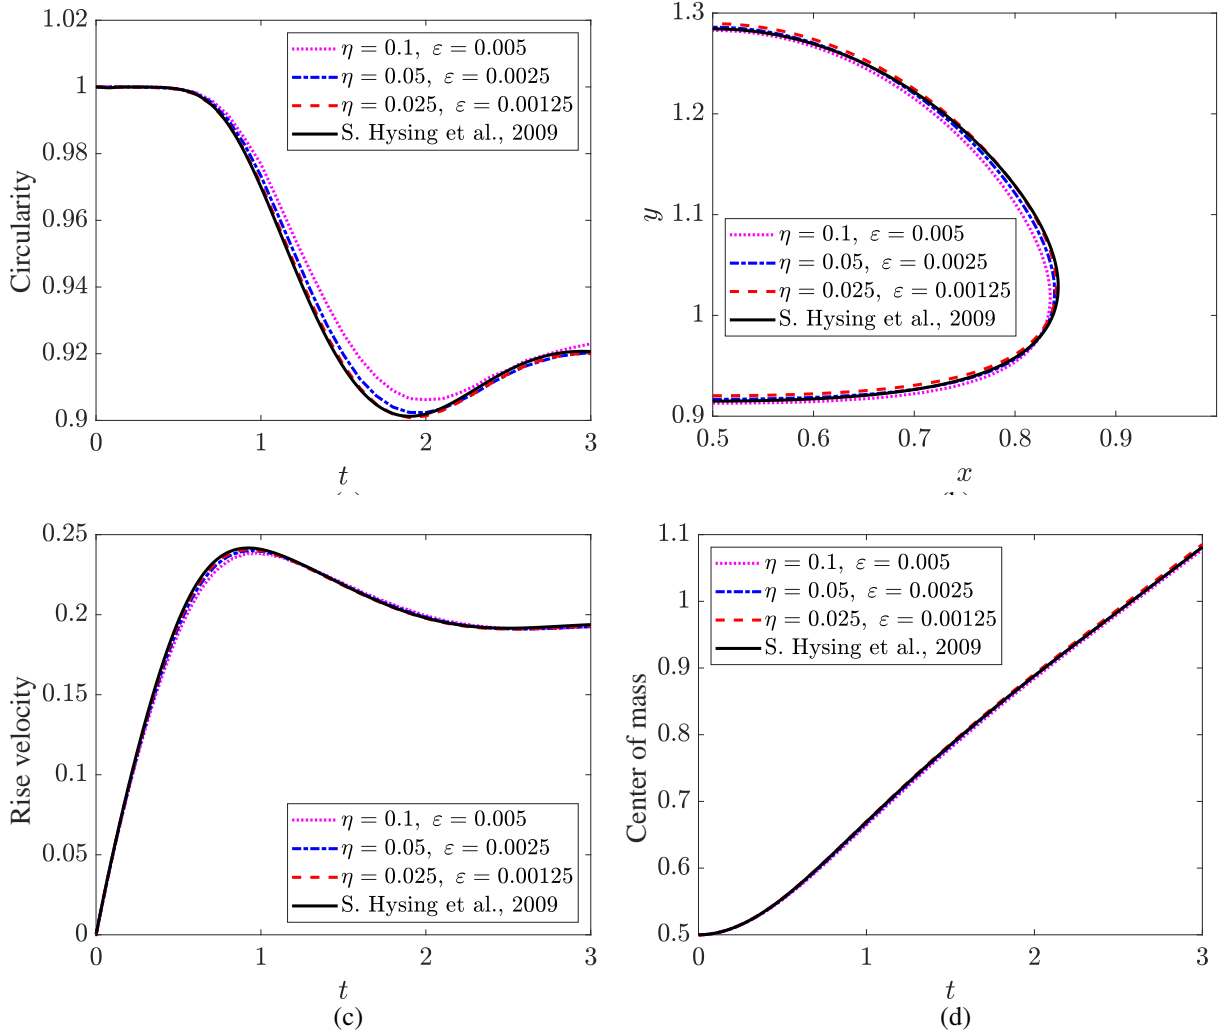 1.02
1
0.98
0.96
0.94
0.92
0.9
0
1
2
3
Circularity
t
η = 0.1, ε = 0.005
η = 0.05, ε = 0.0025
η = 0.025, ε = 0.00125
S. Hysing et al., 2009
1.3
1.2
1.1
1
0.9
0.5
0.6
0.7
0.8
0.9
y
x
η = 0.1, ε = 0.005
η = 0.05, ε = 0.0025
η = 0.025, ε = 0.00125
S. Hysing et al., 2009
0.25
0.2
0.15
0.1
0.05
0
0
1
2
3
Rise velocity
t
η = 0.1, ε = 0.005
η = 0.05, ε = 0.0025
η = 0.025, ε = 0.00125
S. Hysing et al., 2009
(c)
1.1
1
0.9
0.8
0.7
0.6
0.5
0
1
2
3
Center of mass
t
η = 0.1, ε = 0.005
η = 0.05, ε = 0.0025
η = 0.025, ε = 0.00125
S. Hysing et al., 2009
(d)